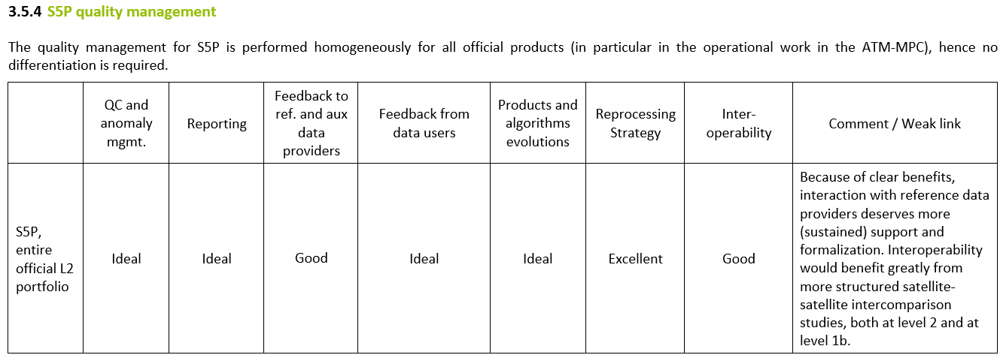 3.5.4 S5P quality management
The quality management for S5P is performed homogeneously for all official products (in particular in the operational work in the ATM-MPC), hence no
differentiation is required.
QC and
anomaly
mgmt.
Reporting
Feedback to
ref. and aux
data
providers
Feedback from
data users
Products and
algorithms
evolutions
Reprocessing
Strategy
Inter-
operability
Comment / Weak link
S5P,
entire
official L2
portfolio
Ideal
Ideal
Good
Ideal
Ideal
Excellent
Good
Because of clear benefits,
interaction with reference data
providers deserves more
(sustained) support and
formalization. Interoperability
would benefit greatly from
more structured satellite-
satellite intercomparison
studies, both at level 2 and at
level 1b.